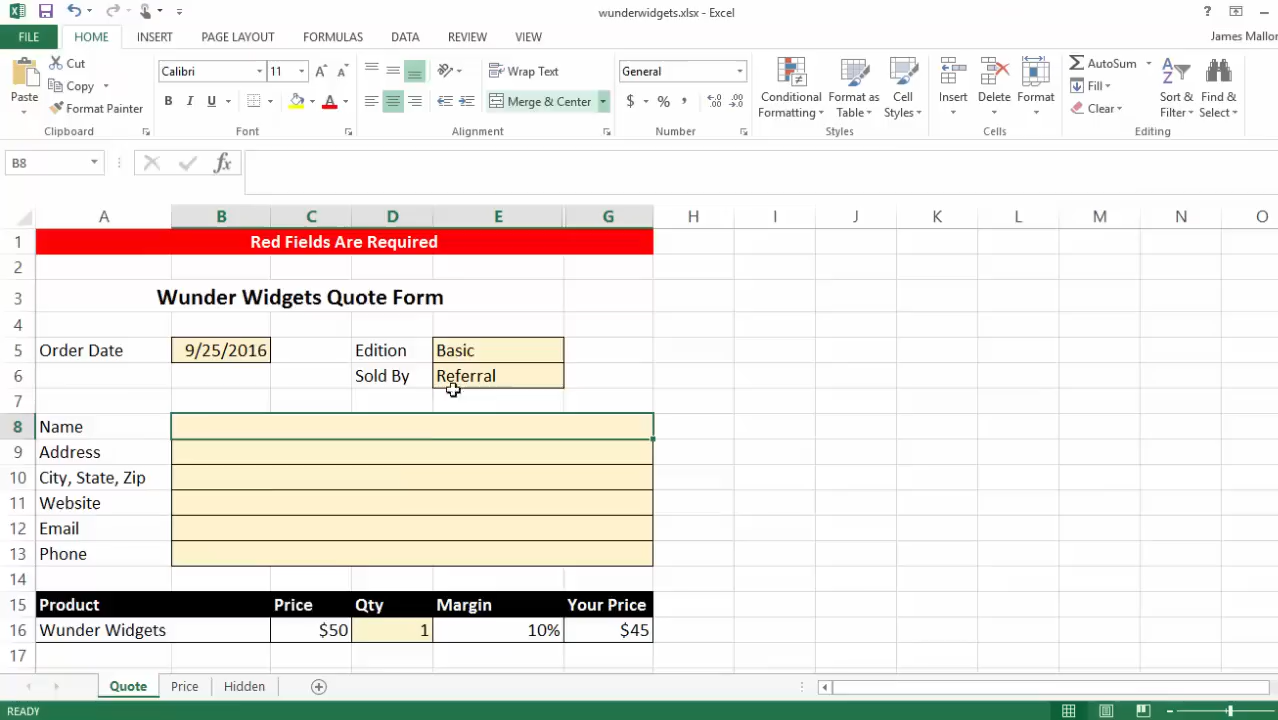 wunderwidgets.xlsx - Excel
?
FILE HOME INSERT PAGE LAYOUT FORMULAS DATA REVIEW VIEW James Mallor
Paste
Cut
Copy
Format Painter
Clipboard
Calibri 11 A A
B I U A
Font
Wrap Text
Merge & Center
Alignment
General
$ % , .00 .0
Number
Conditional Formatting
Format as Table
Cell Styles
Styles
Insert Delete Format
Cells
AutoSum
Fill
Clear
Sort & Filter
Find & Select
Editing
B8 fx
A B C D E G H I J K L M N O
1 Red Fields Are Required
2
3 Wunder Widgets Quote Form
4
5 Order Date 9/25/2016 Edition Basic
6 Sold By Referral
7
8 Name
9 Address
10 City, State, Zip
11 Website
12 Email
13 Phone
14
15 Product Price Qty Margin Your Price
16 Wunder Widgets $50 1 10% $45
17
Quote Price Hidden
READY